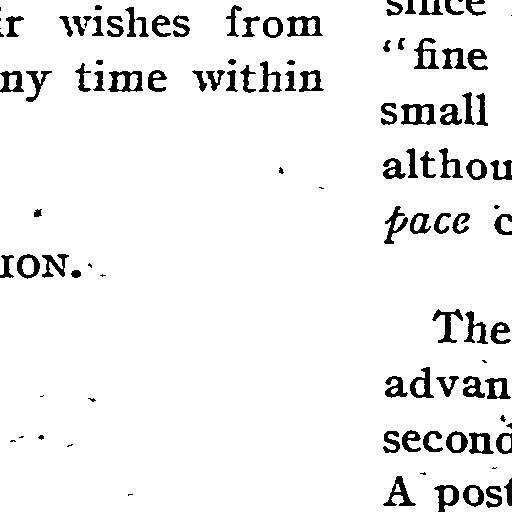 ir wishes from
ny time within
ION.
since
"fine
small
althou
pace c
The
advan
second
A post